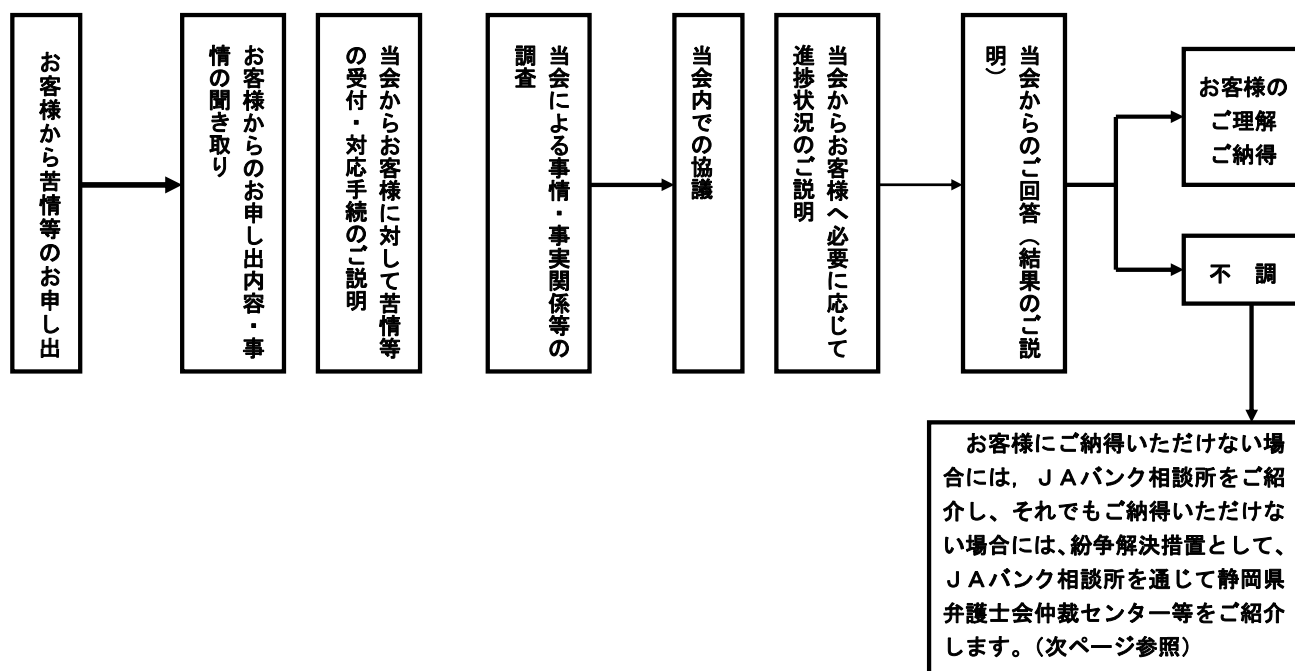 お客様から苦情等のお申し出
お客様からのお申し出内容・事
情の聞き取り
当会からお客様に対して苦情等
の受付・対応手続のご説明
当会による事情・事実関係等の
調査
当会内での協議
当会からお客様へ必要に応じて
進捗状況のご説明
当会からのご回答(結果のご説
明)
お客様の
ご理解
ご納得
不 調
お客様にご納得いただけない場
合には,JAバンク相談所をご紹
介し、それでもご納得いただけな
い場合には、紛争解決措置として、
JAバンク相談所を通じて静岡県
弁護士会仲裁センター等をご紹介
します。(次ページ参照)